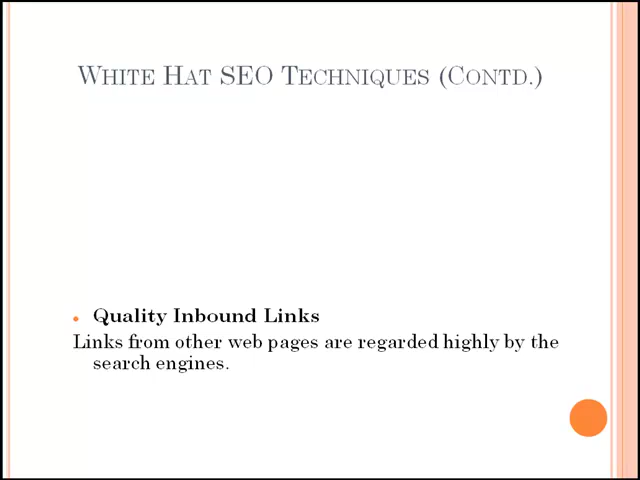 White Hat SEO Techniques (Contd.)
Quality Inbound Links
Links from other web pages are regarded highly by the
search engines.